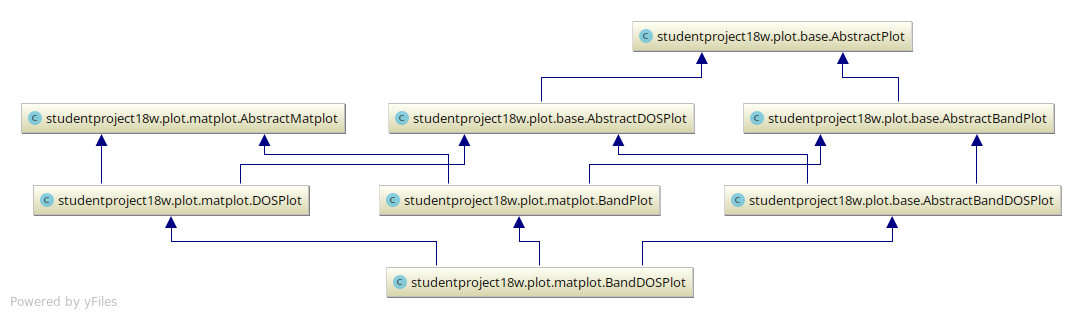 C studentproject18w.plot.base.AbstractPlot
C studentproject18w.plot.matplot.AbstractMatplot
C studentproject18w.plot.base.AbstractDOSPlot
C studentproject18w.plot.base.AbstractBandPlot
C studentproject18w.plot.matplot.DOSPlot
C studentproject18w.plot.matplot.BandPlot
C studentproject18w.plot.base.AbstractBandDOSPlot
C studentproject18w.plot.matplot.BandDOSPlot
Powered by yFiles